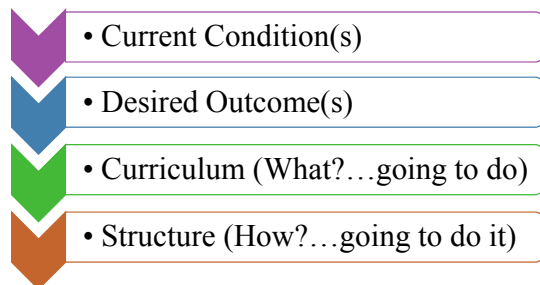 • Current Condition(s)
• Desired Outcome(s)
• Curriculum (What?…going to do)
• Structure (How?…going to do it)